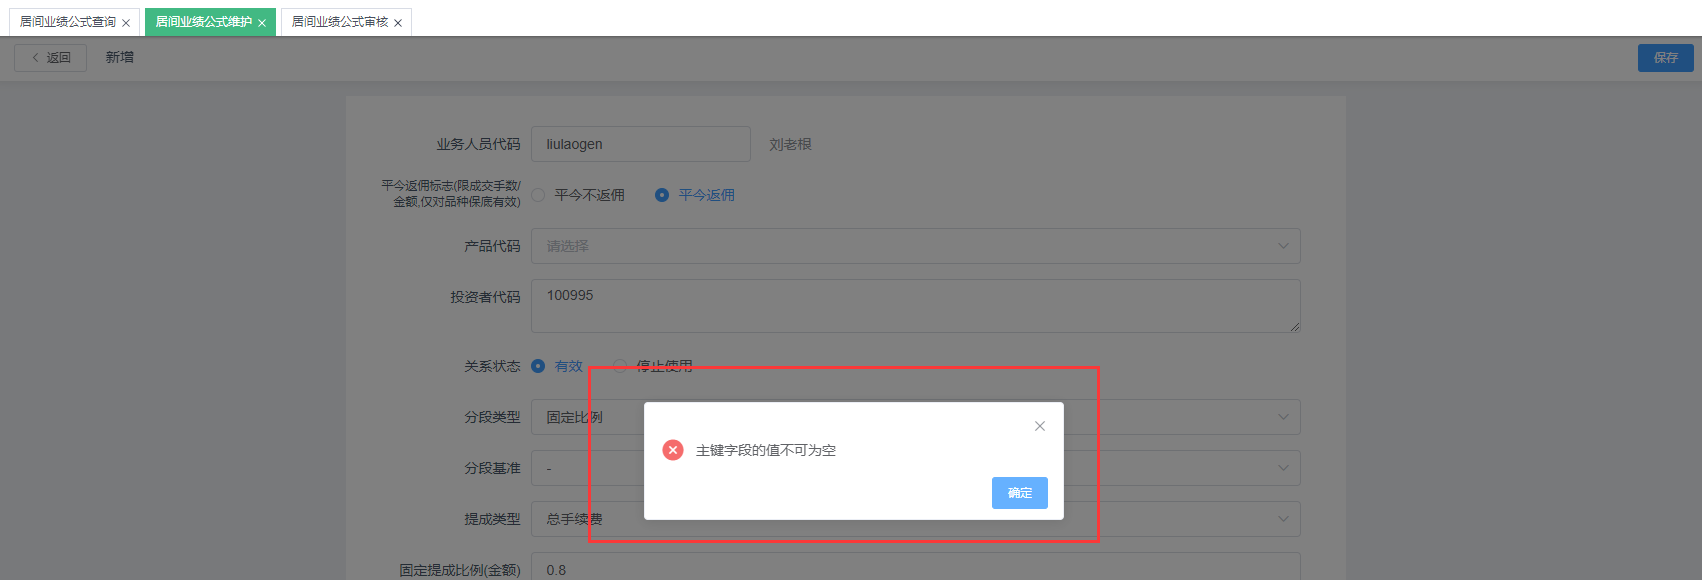 居间业绩公式查询 ×
居间业绩公式维护 ×
居间业绩公式审核 ×
返回
新增
保存
业务人员代码
liulaogen
刘老根
平今返佣标志(限成交手数/
金额,仅对品种保底有效)
平今不返佣
平今返佣
产品代码
请选择
投资者代码
100995
关系状态
有效
停止使用
分段类型
固定比例
分段基准
-
主键字段的值不可为空
确定
提成类型
总手续费
固定提成比例(金额)
0.8